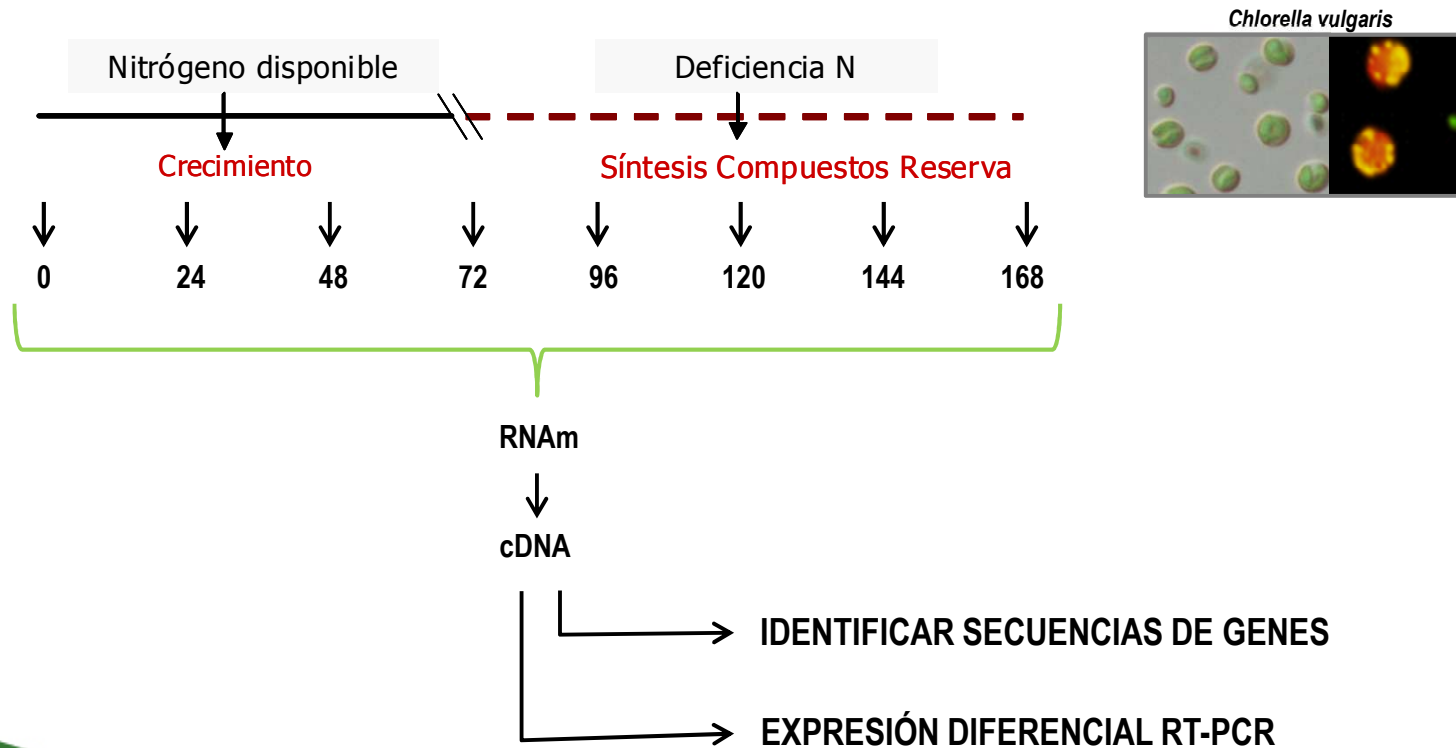 Chlorella vulgaris
Nitrógeno disponible
Deficiencia N
Crecimiento
Síntesis Compuestos Reserva
0 24 48 72 96 120 144 168
RNAm
cDNA
IDENTIFICAR SECUENCIAS DE GENES
EXPRESIÓN DIFERENCIAL RT-PCR